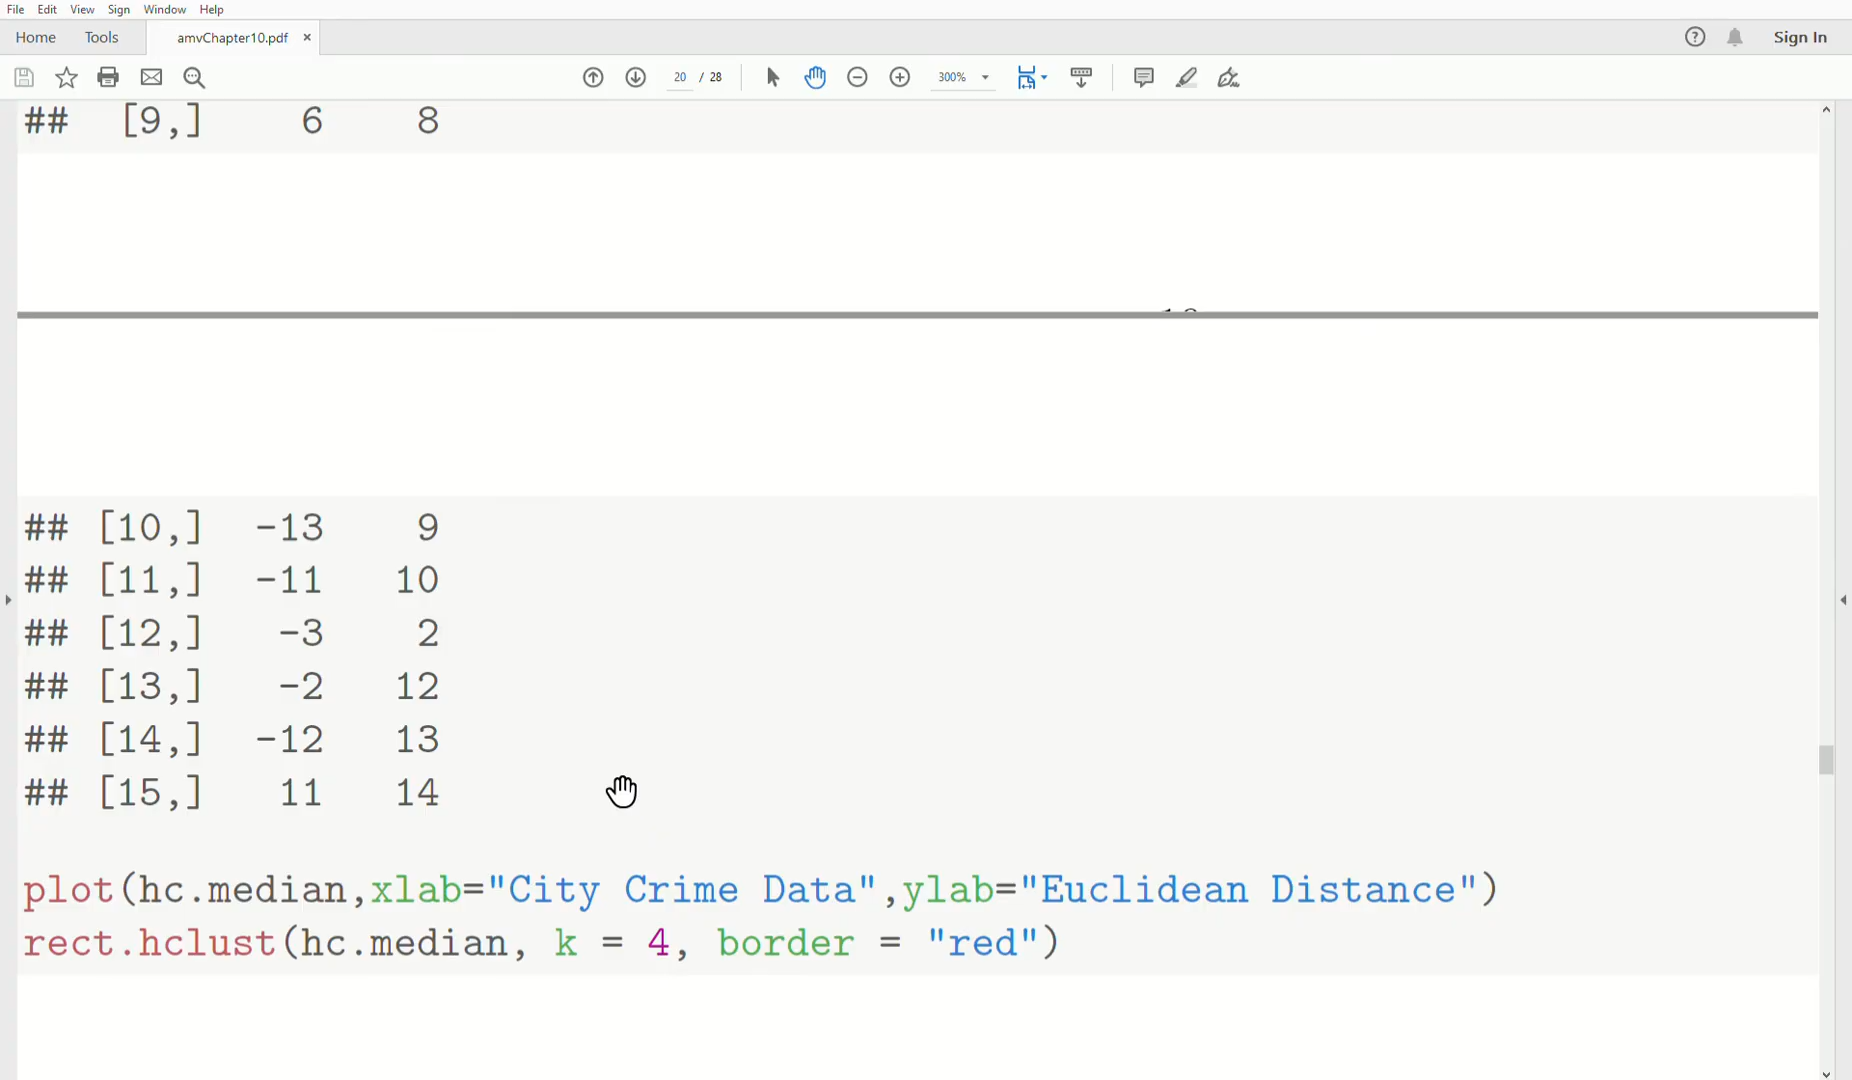 File Edit View Sign Window Help
Home Tools amvChapter10.pdf × Sign In
20 / 28 300%
## [9,] 6 8
## [10,] -13 9
## [11,] -11 10
## [12,] -3 2
## [13,] -2 12
## [14,] -12 13
## [15,] 11 14
plot(hc.median,xlab="City Crime Data",ylab="Euclidean Distance")
rect.hclust(hc.median, k = 4, border = "red")